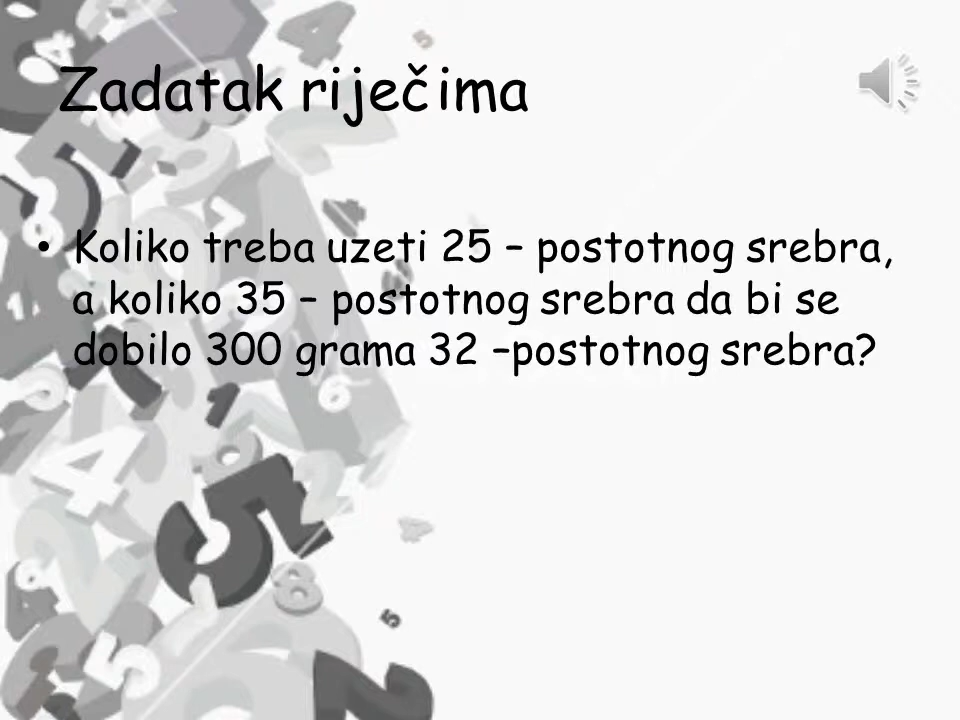 Zadatak riječima
• Koliko treba uzeti 25 – postotnog srebra,
a koliko 35 – postotnog srebra da bi se
dobilo 300 grama 32 –postotnog srebra?